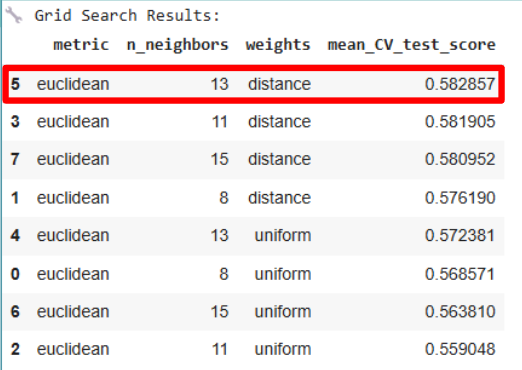 Grid Search Results:
metric n_neighbors weights mean_CV_test_score
5 euclidean 13 distance 0.582857
3 euclidean 11 distance 0.581905
7 euclidean 15 distance 0.580952
1 euclidean 8 distance 0.576190
4 euclidean 13 uniform 0.572381
0 euclidean 8 uniform 0.568571
6 euclidean 15 uniform 0.563810
2 euclidean 11 uniform 0.559048